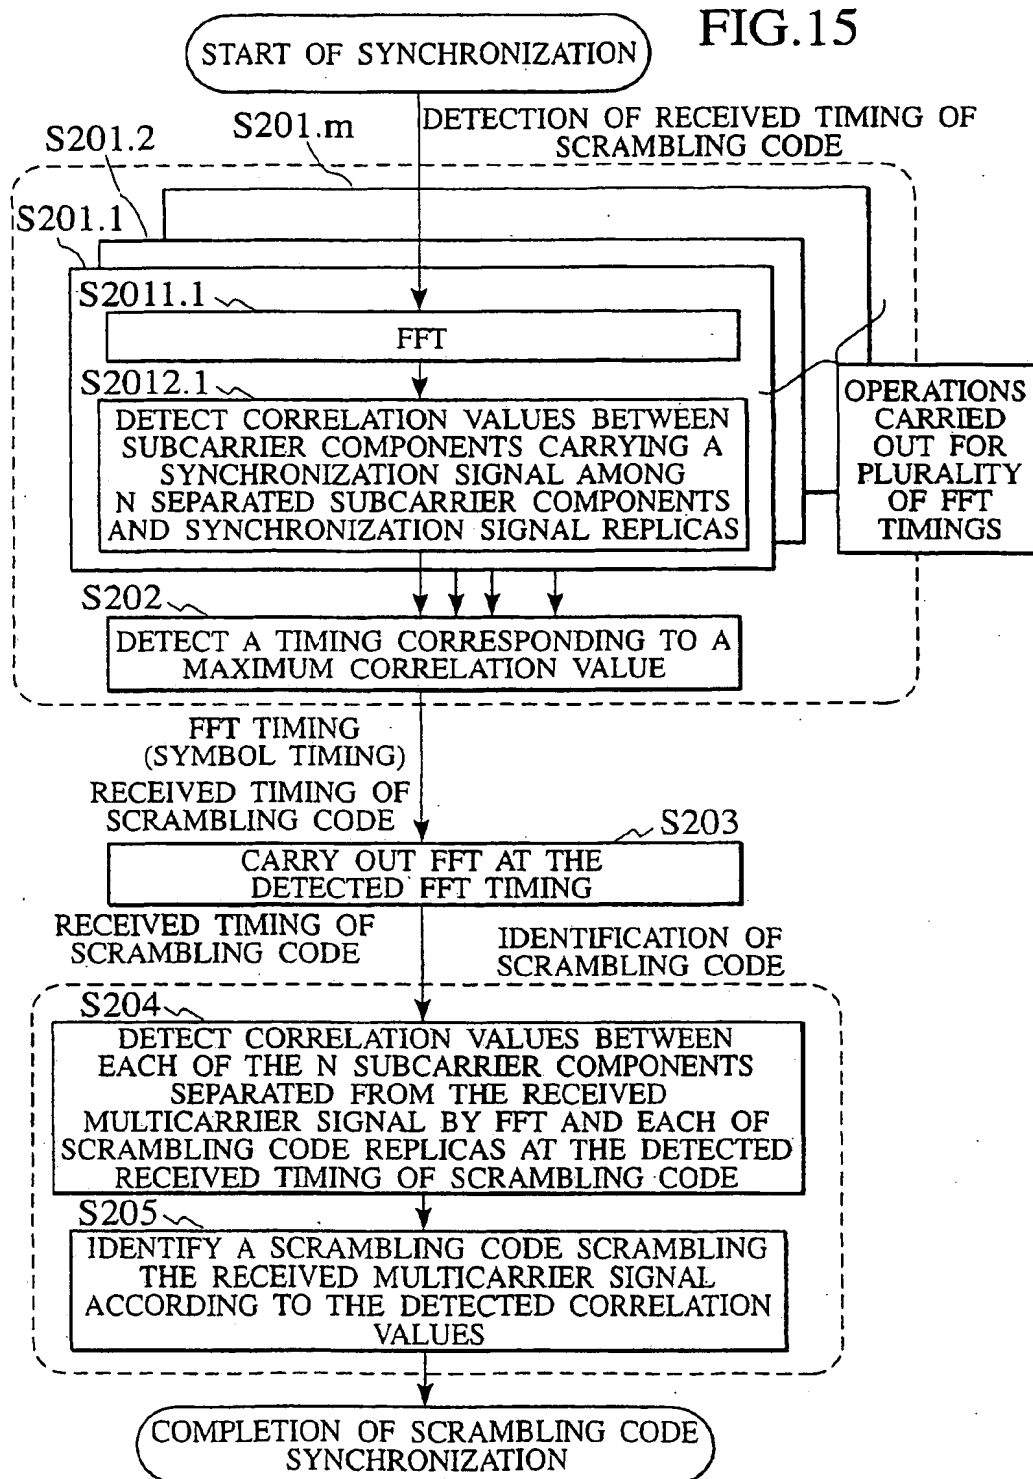 FIG.15
START OF SYNCHRONIZATION
DETECTION OF RECEIVED TIMING OF
SCRAMBLING CODE
S201.m
S201.2
S201.1
S2011.1
FFT
S2012.1
DETECT CORRELATION VALUES BETWEEN
SUBCARRIER COMPONENTS CARRYING A
SYNCHRONIZATION SIGNAL AMONG
N SEPARATED SUBCARRIER COMPONENTS
AND SYNCHRONIZATION SIGNAL REPLICAS
OPERATIONS
CARRIED
OUT FOR
PLURALITY
OF FFT
TIMINGS
S202
DETECT A TIMING CORRESPONDING TO A
MAXIMUM CORRELATION VALUE
FFT TIMING
(SYMBOL TIMING)
RECEIVED TIMING OF
SCRAMBLING CODE
S203
CARRY OUT FFT AT THE
DETECTED FFT TIMING
RECEIVED TIMING OF
SCRAMBLING CODE
IDENTIFICATION OF
SCRAMBLING CODE
S204
DETECT CORRELATION VALUES BETWEEN
EACH OF THE N SUBCARRIER COMPONENTS
SEPARATED FROM THE RECEIVED
MULTICARRIER SIGNAL BY FFT AND EACH OF
SCRAMBLING CODE REPLICAS AT THE DETECTED
RECEIVED TIMING OF SCRAMBLING CODE
S205
IDENTIFY A SCRAMBLING CODE SCRAMBLING
THE RECEIVED MULTICARRIER SIGNAL
ACCORDING TO THE DETECTED CORRELATION
VALUES
COMPLETION OF SCRAMBLING CODE
SYNCHRONIZATION